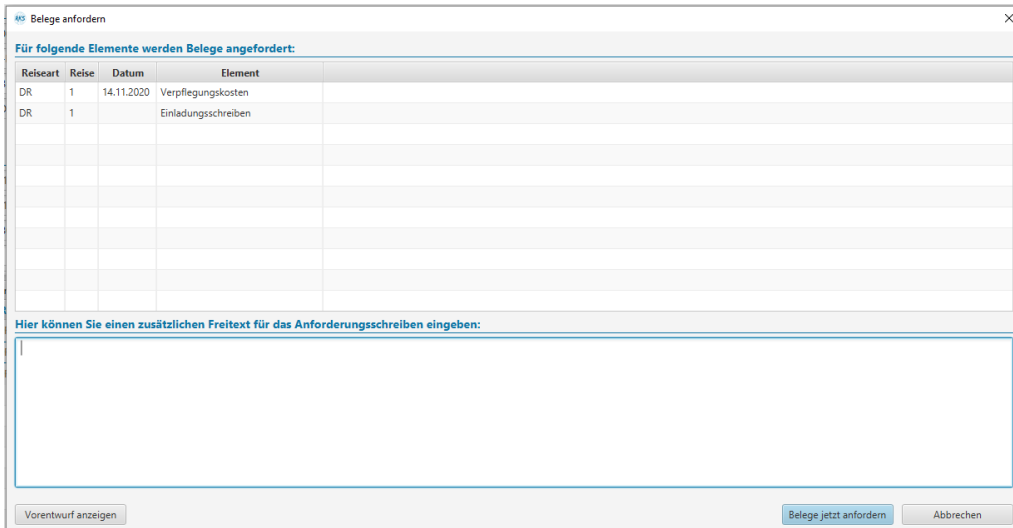 RKS Belege anfordern
Für folgende Elemente werden Belege angefordert:
Reiseart Reise Datum Element
DR 1 14.11.2020 Verpflegungskosten
DR 1 Einladungsschreiben
Hier können Sie einen zusätzlichen Freitext für das Anforderungsschreiben eingeben:
Vorentwurf anzeigen Belege jetzt anfordern Abbrechen